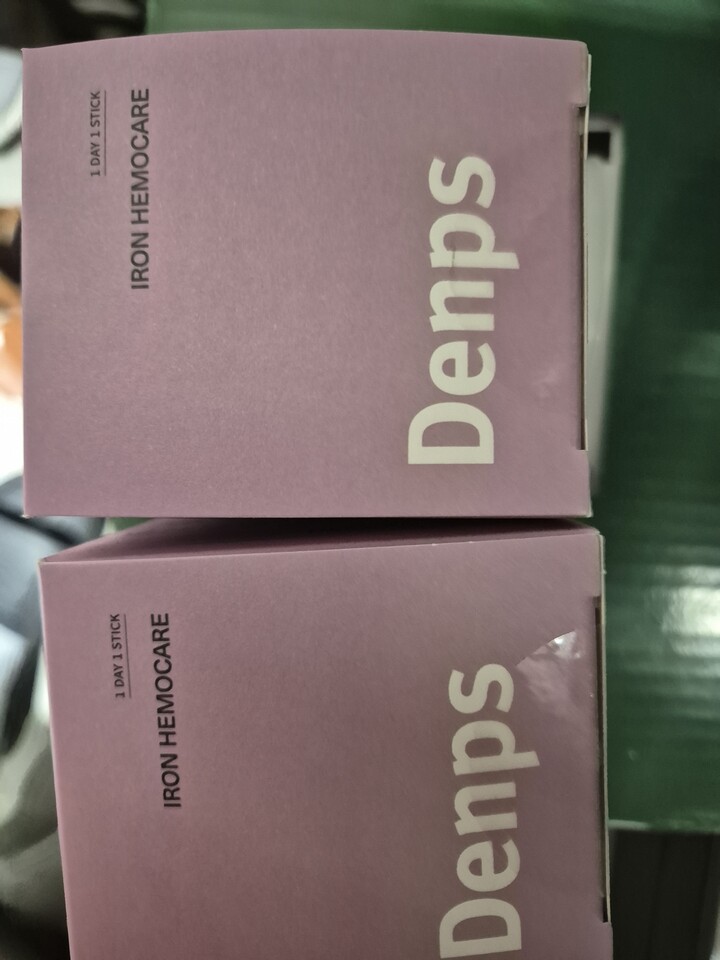 1 DAY 1 STICK
IRON HEMOCARE
Denps
1 DAY 1 STICK
IRON HEMOCARE
Denps